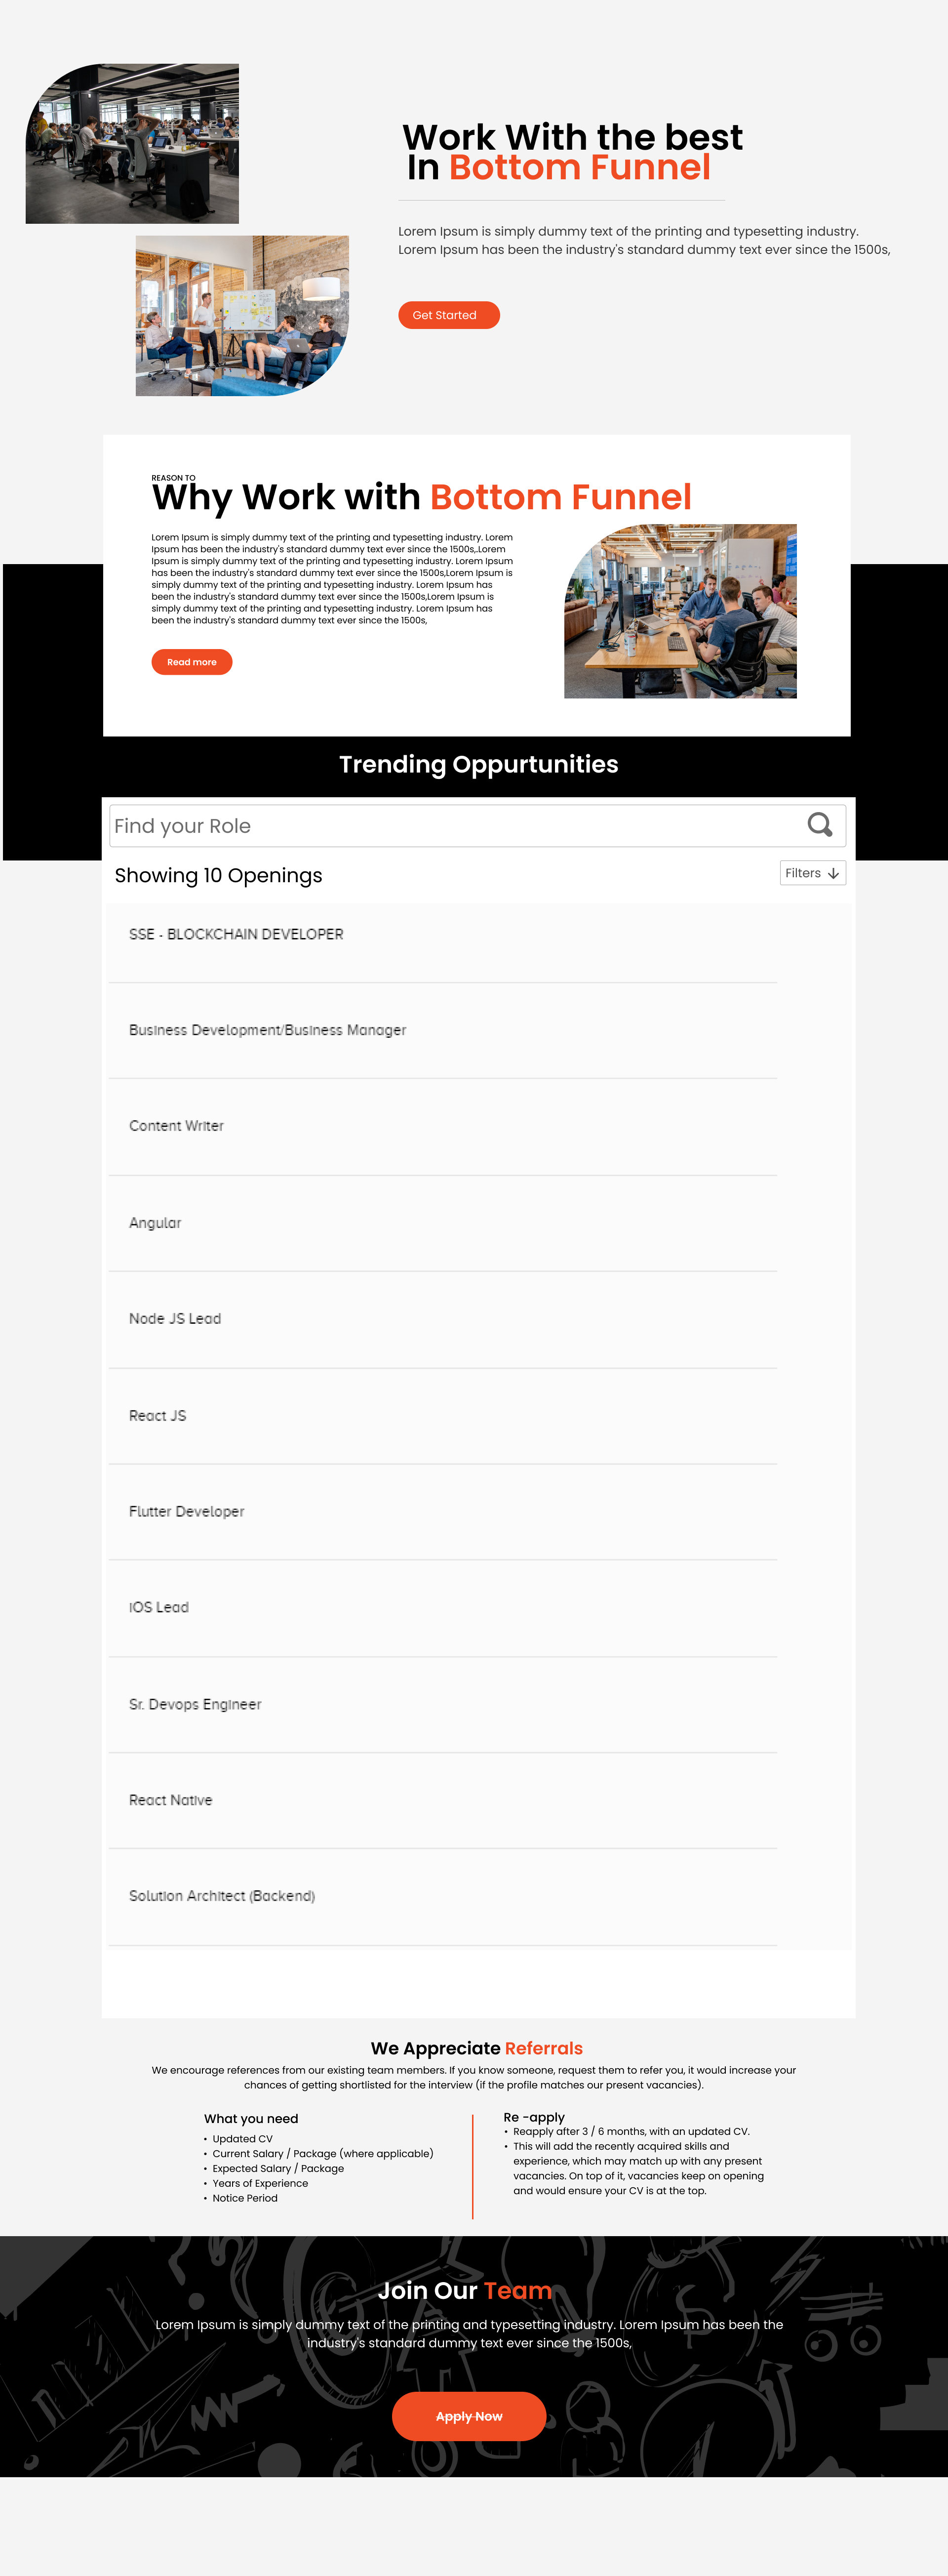 Work With the best
In Bottom Funnel
Lorem Ipsum is simply dummy text of the printing and typesetting industry.
Lorem Ipsum has been the industry's standard dummy text ever since the 1500s,
Get Started
REASON TO
Why Work with Bottom Funnel
Lorem Ipsum is simply dummy text of the printing and typesetting industry. Lorem
Ipsum has been the industry's standard dummy text ever since the 1500s,.Lorem
Ipsum is simply dummy text of the printing and typesetting industry. Lorem Ipsum
has been the industry's standard dummy text ever since the 1500s,Lorem Ipsum is
simply dummy text of the printing and typesetting industry. Lorem Ipsum has
been the industry's standard dummy text ever since the 1500s,Lorem Ipsum is
simply dummy text of the printing and typesetting industry. Lorem Ipsum has
been the industry's standard dummy text ever since the 1500s,
Read more
Trending Oppurtunities
Find your Role
Showing 10 Openings
Filters
SSE - BLOCKCHAIN DEVELOPER
Business Development/Business Manager
Content Writer
Angular
Node JS Lead
React JS
Flutter Developer
iOS Lead
Sr. Devops Engineer
React Native
Solution Architect (Backend)
We Appreciate Referrals
We encourage references from our existing team members. If you know someone, request them to refer you, it would increase your
chances of getting shortlisted for the interview (if the profile matches our present vacancies).
What you need
• Updated CV
• Current Salary / Package (where applicable)
• Expected Salary / Package
• Years of Experience
• Notice Period
Re -apply
• Reapply after 3 / 6 months, with an updated CV.
• This will add the recently acquired skills and
experience, which may match up with any present
vacancies. On top of it, vacancies keep on opening
and would ensure your CV is at the top.
Join Our Team
Lorem Ipsum is simply dummy text of the printing and typesetting industry. Lorem Ipsum has been the
industry's standard dummy text ever since the 1500s,
Apply Now